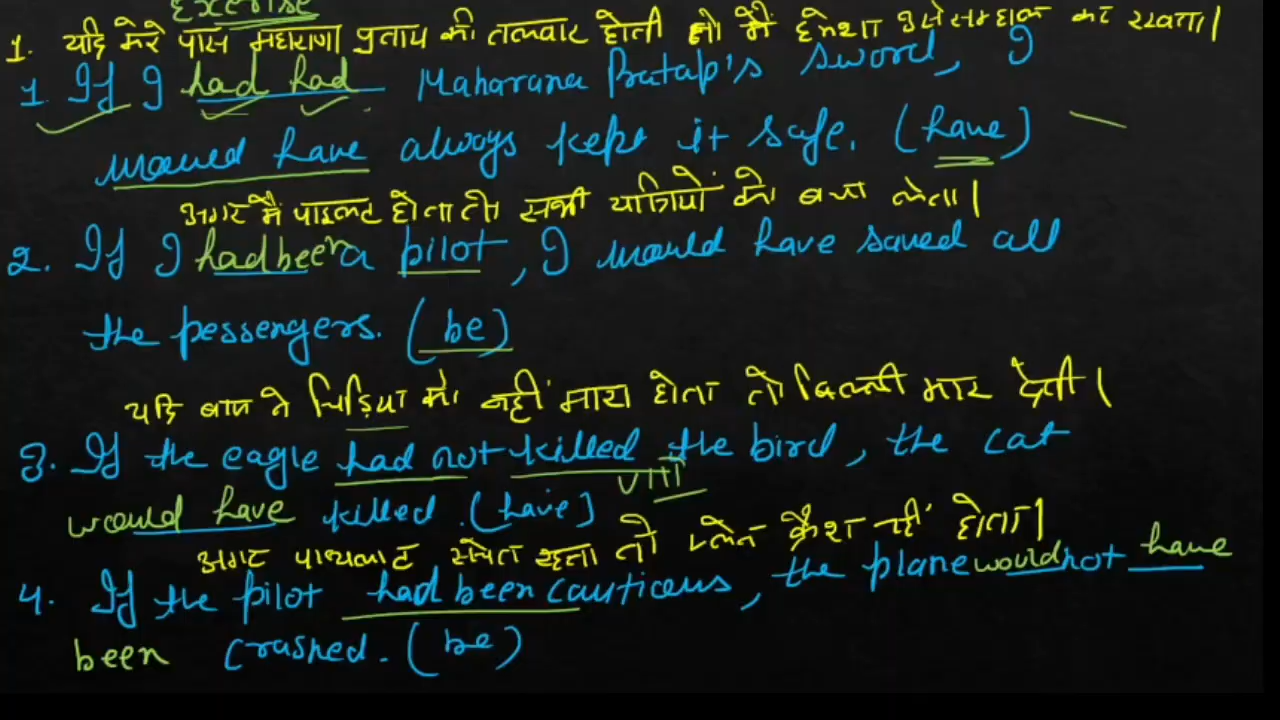 Exercise
1. यदि मेरे पास महाराणा प्रताप की तलवार होती तो मैं हमेशा उसे सम्हाल कर रखता।
1. If I had had Maharana Pratap's sword, I
would have always kept it safe. (have)
अगर मैं पाइलट होता तो सभी यात्रियों को बचा लेता।
2. If I had been a pilot, I would have saved all
the pessengers. (be)
यदि बाज ने चिड़िया को नहीं मारा होता तो बिल्ली मार देती।
3. If the eagle had not killed the bird, the cat
VIII
would have killed. (have)
अगर पायलट सचेत रहता तो प्लेन क्रैश नहीं होता।
4. If the pilot had been cautious, the plane would not have
been crashed. (be)